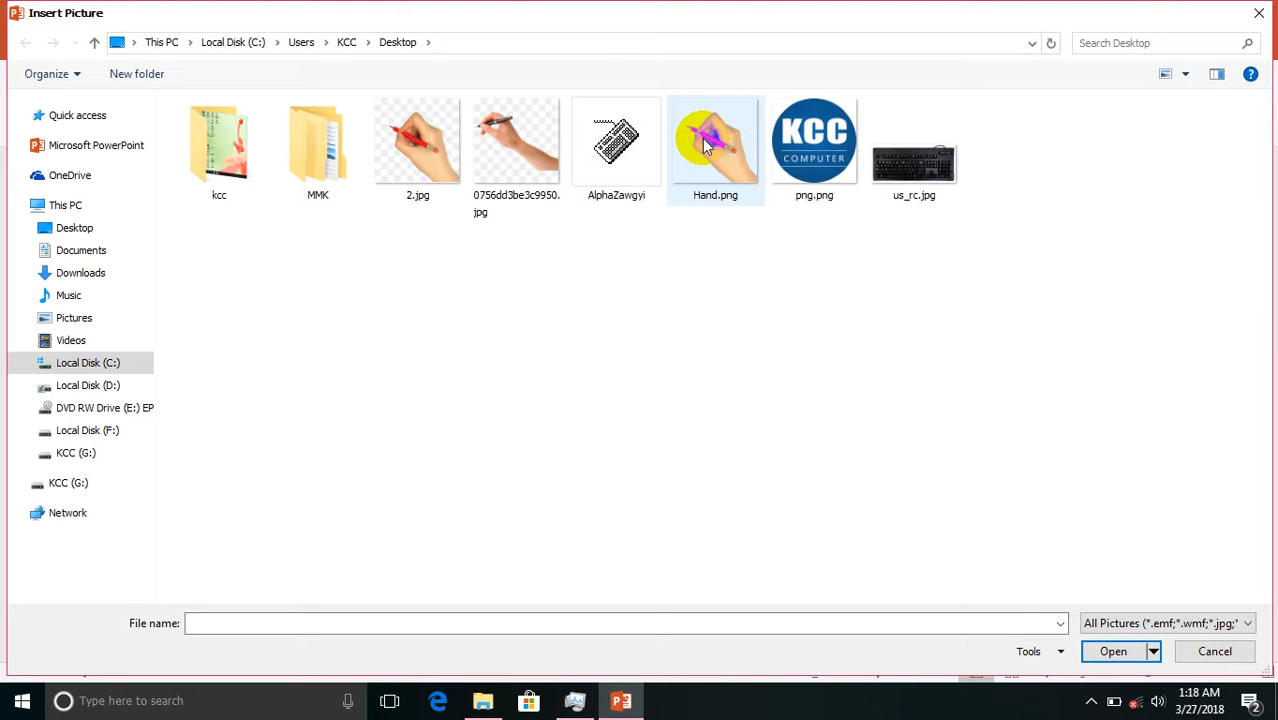 Insert Picture
This PC Local Disk (C:) Users KCC Desktop
Search Desktop
Organize
New folder
Quick access
Microsoft PowerPoint
OneDrive
This PC
Desktop
Documents
Downloads
Music
Pictures
Videos
Local Disk (C:)
Local Disk (D:)
DVD RW Drive (E:) EP
Local Disk (F:)
KCC (G:)
KCC (G:)
Network
KCC
COMPUTER
kcc
MMK
2.jpg
0756dd3be3c9950.
jpg
AlphaZawgyi
Hand.png
png.png
us_rc.jpg
File name:
All Pictures (*.emf;*.wmf;*.jpg;*
Tools
Open
Cancel
Type here to search
1:18 AM
3/27/2018
2